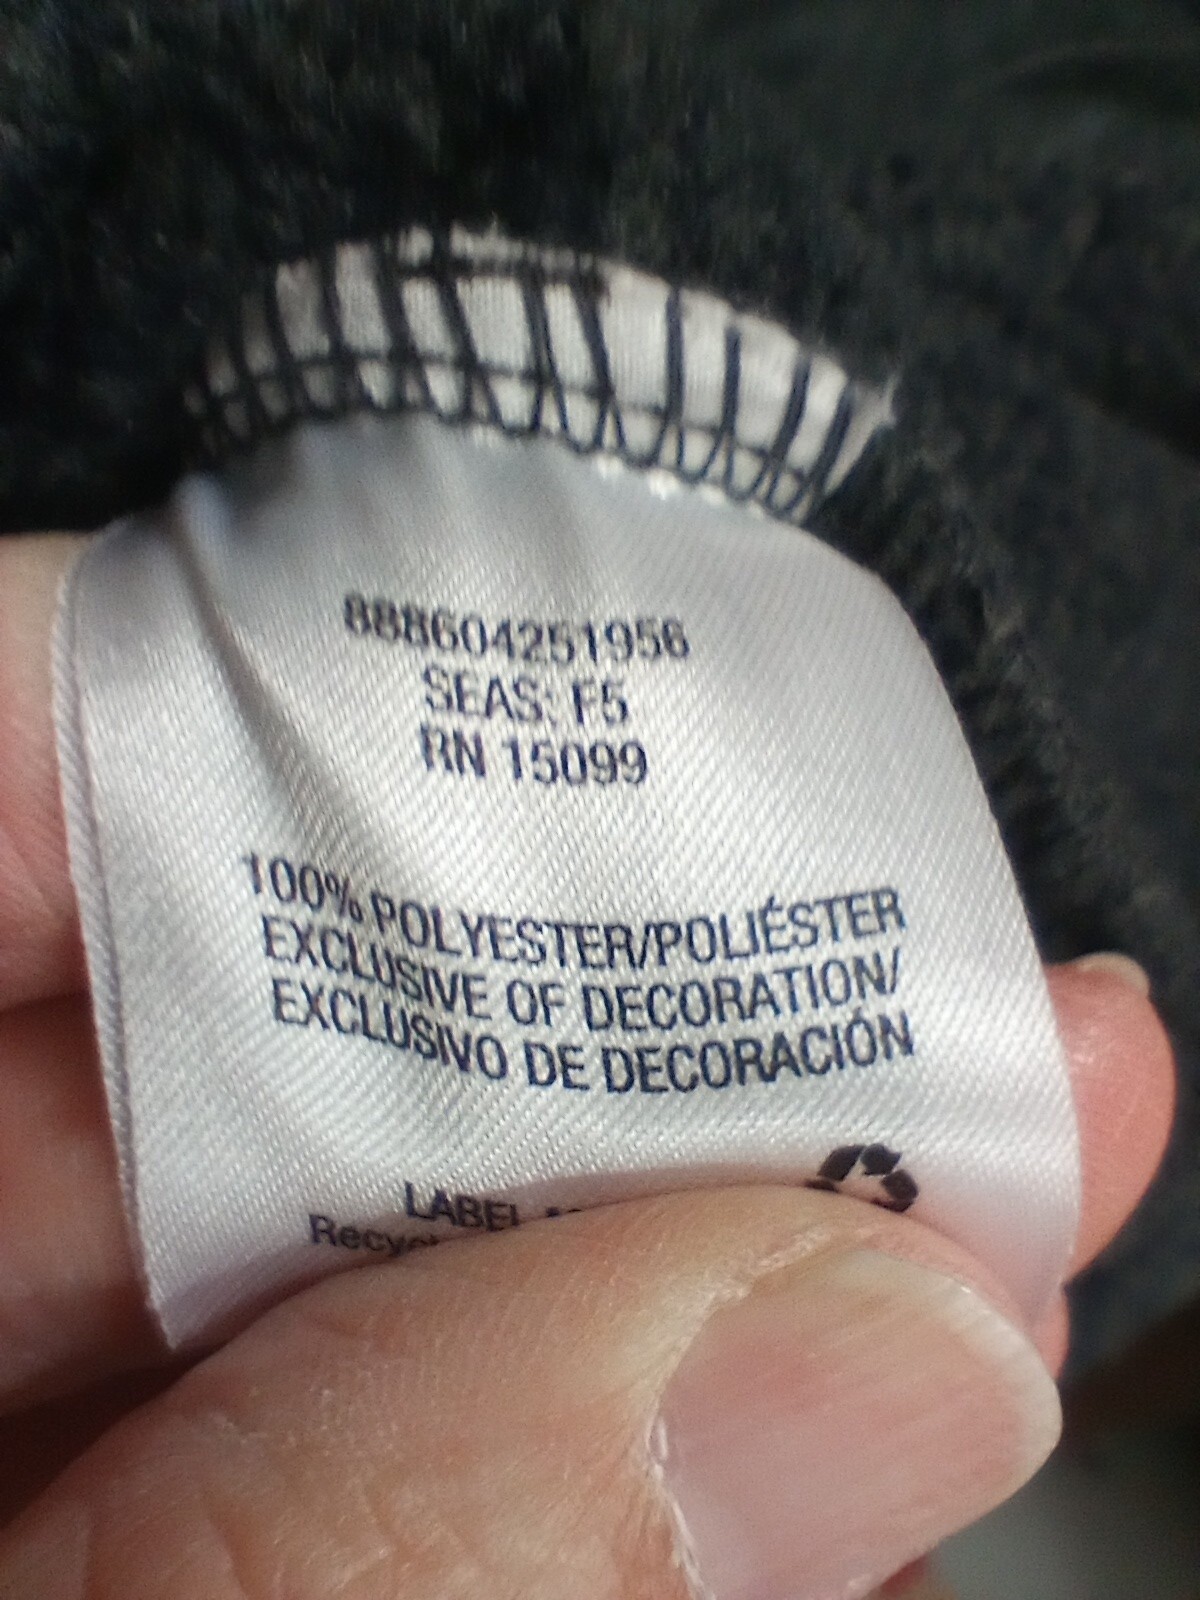 888604251956
SEAS: F5
RN 15099
100% POLYESTER/POLIÉSTER
EXCLUSIVE OF DECORATION/
EXCLUSIVO DE DECORACIÓN
LABEL